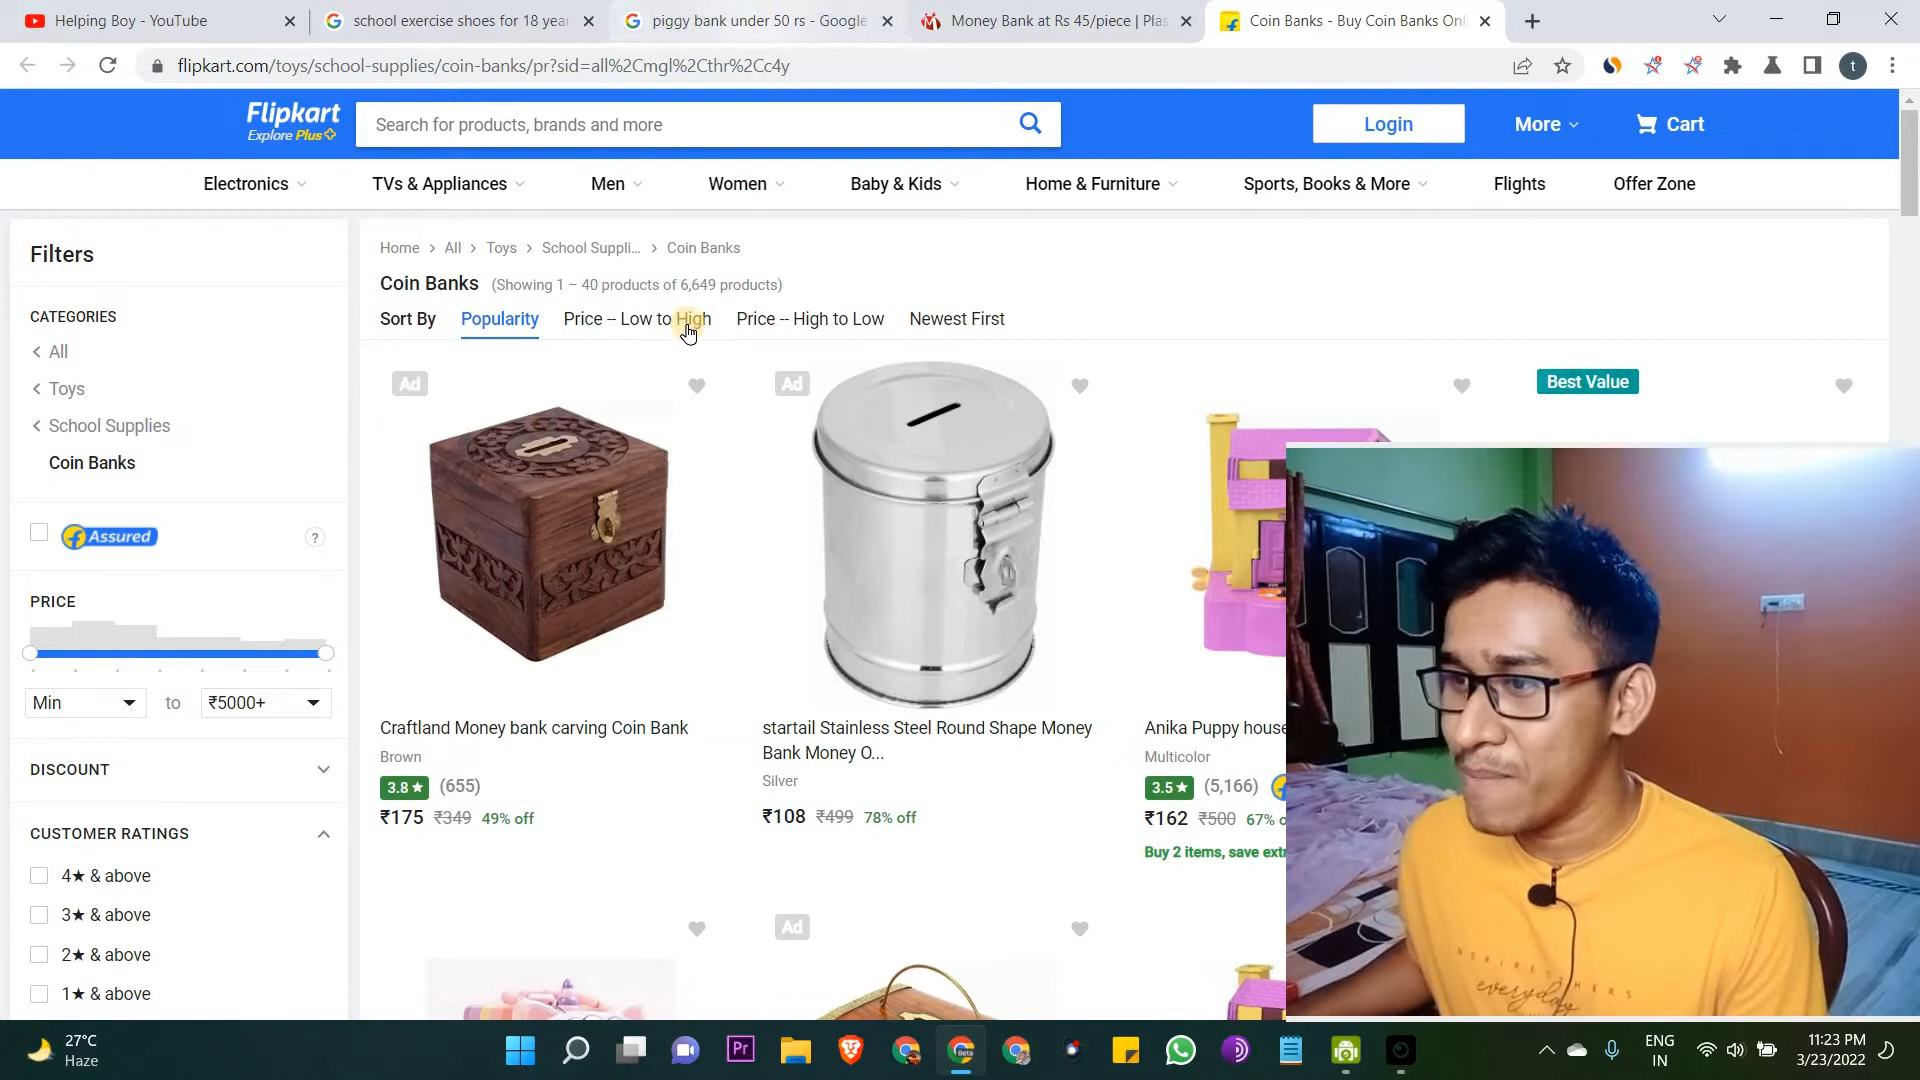 Helping Boy - YouTube
school exercise shoes for 18 yea
piggy bank under 50 rs - Google
Money Bank at Rs 45/piece | Plas
Coin Banks - Buy Coin Banks Onl
flipkart.com/toys/school-supplies/coin-banks/pr?sid=all%2Cmgl%2Cthr%2Cc4y
t
Flipkart
Explore Plus
Search for products, brands and more
Login
More
Cart
Electronics
TVs & Appliances
Men
Women
Baby & Kids
Home & Furniture
Sports, Books & More
Flights
Offer Zone
Filters
CATEGORIES
All
Toys
School Supplies
Coin Banks
Assured
?
PRICE
Min
to
₹5000+
DISCOUNT
CUSTOMER RATINGS
4★ & above
3★ & above
2★ & above
1★ & above
Home > All > Toys > School Suppli... > Coin Banks
Coin Banks (Showing 1 – 40 products of 6,649 products)
Sort By Popularity Price -- Low to High Price -- High to Low Newest First
Ad
Craftland Money bank carving Coin Bank
Brown
3.8★ (655)
₹175 ₹349 49% off
Ad
startail Stainless Steel Round Shape Money
Bank Money O...
Silver
₹108 ₹499 78% off
Anika Puppy house
Multicolor
3.5★ (5,166)
₹162 ₹500 67% o
Buy 2 items, save extr
Best Value
Ad
everyday
27°C
Haze
Pr
Beta
ENG
IN
11:23 PM
3/23/2022